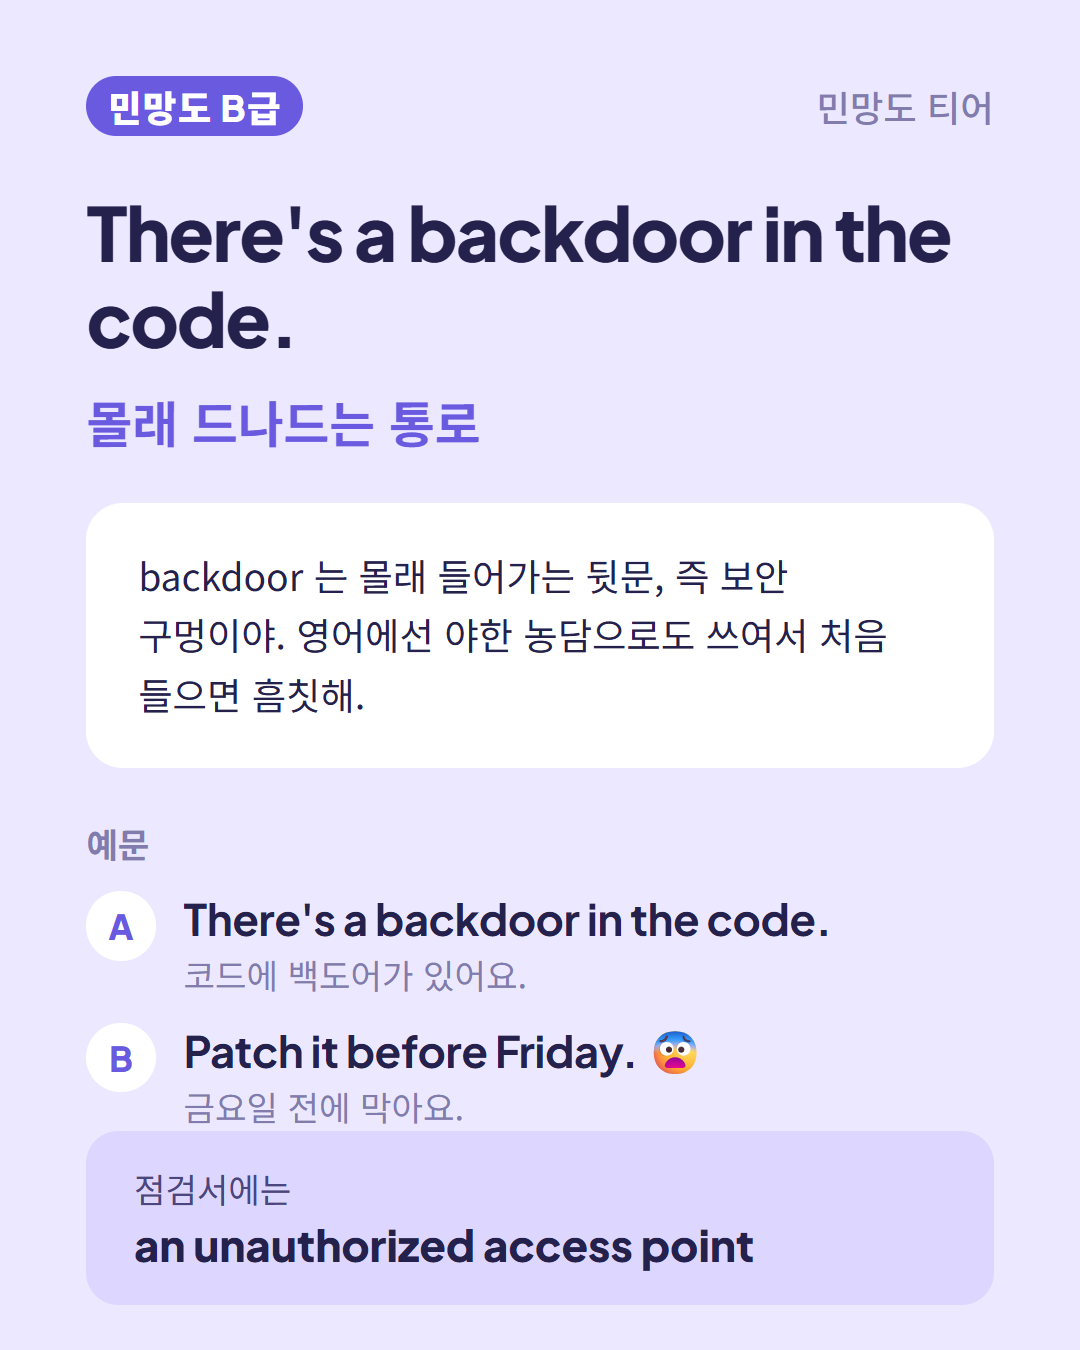 민망도 B급
민망도 티어
There's a backdoor in the
code.
몰래 드나드는 통로
backdoor 는 몰래 들어가는 뒷문, 즉 보안
구멍이야. 영어에선 야한 농담으로도 쓰여서 처음
들으면 흠칫해.
예문
A
There's a backdoor in the code.
코드에 백도어가 있어요.
B
Patch it before Friday. 😨
금요일 전에 막아요.
점검서에는
an unauthorized access point